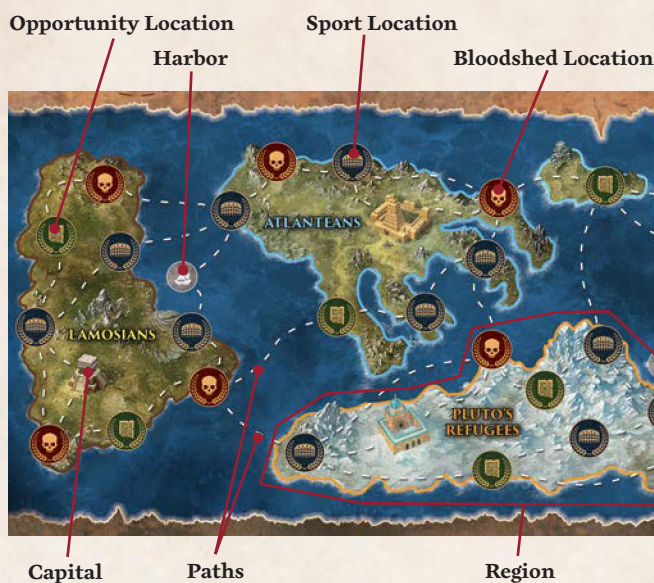 Opportunity Location
Sport Location
Harbor
Bloodshed Location
ATLANTEANS
LAMOSIANS
PLUTO'S
REFUGEES
Capital
Paths
Region